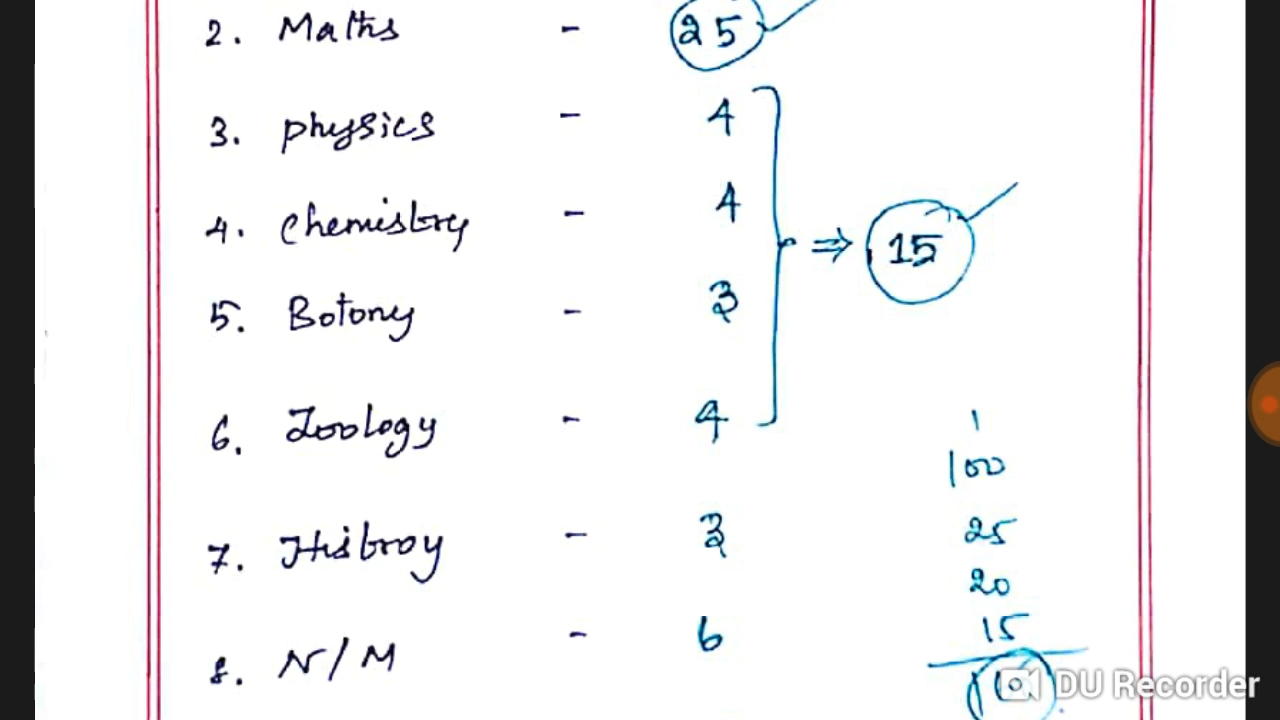 2. Maths - 25
3. physics - 4
4. chemistry - 4
⇒ 15
5. Botony - 3
6. Zoology - 4
1
100
7. Histroy - 3
25
20
8. N/M - 6
15
DU Recorder